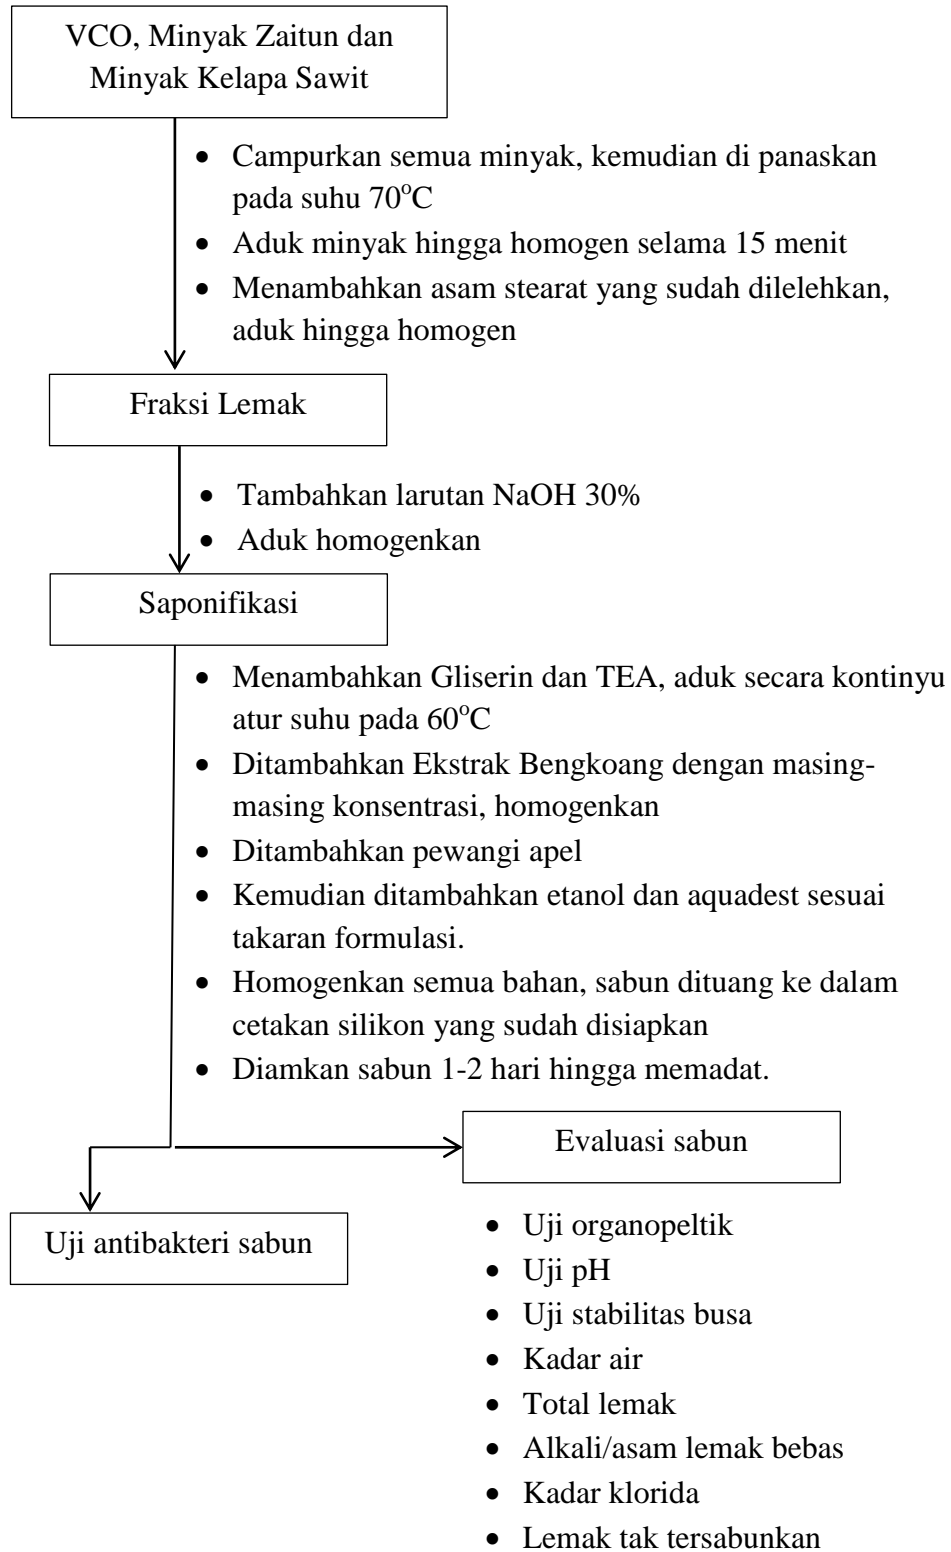 VCO, Minyak Zaitun dan
Minyak Kelapa Sawit
• Campurkan semua minyak, kemudian di panaskan
pada suhu 70°C
• Aduk minyak hingga homogen selama 15 menit
• Menambahkan asam stearat yang sudah dilelehkan,
aduk hingga homogen
Fraksi Lemak
• Tambahkan larutan NaOH 30%
• Aduk homogenkan
Saponifikasi
• Menambahkan Gliserin dan TEA, aduk secara kontinyu
atur suhu pada 60°C
• Ditambahkan Ekstrak Bengkoang dengan masing-
masing konsentrasi, homogenkan
• Ditambahkan pewangi apel
• Kemudian ditambahkan etanol dan aquadest sesuai
takaran formulasi.
• Homogenkan semua bahan, sabun dituang ke dalam
cetakan silikon yang sudah disiapkan
• Diamkan sabun 1-2 hari hingga memadat.
Evaluasi sabun
Uji antibakteri sabun
• Uji organopeltik
• Uji pH
• Uji stabilitas busa
• Kadar air
• Total lemak
• Alkali/asam lemak bebas
• Kadar klorida
• Lemak tak tersabunkan